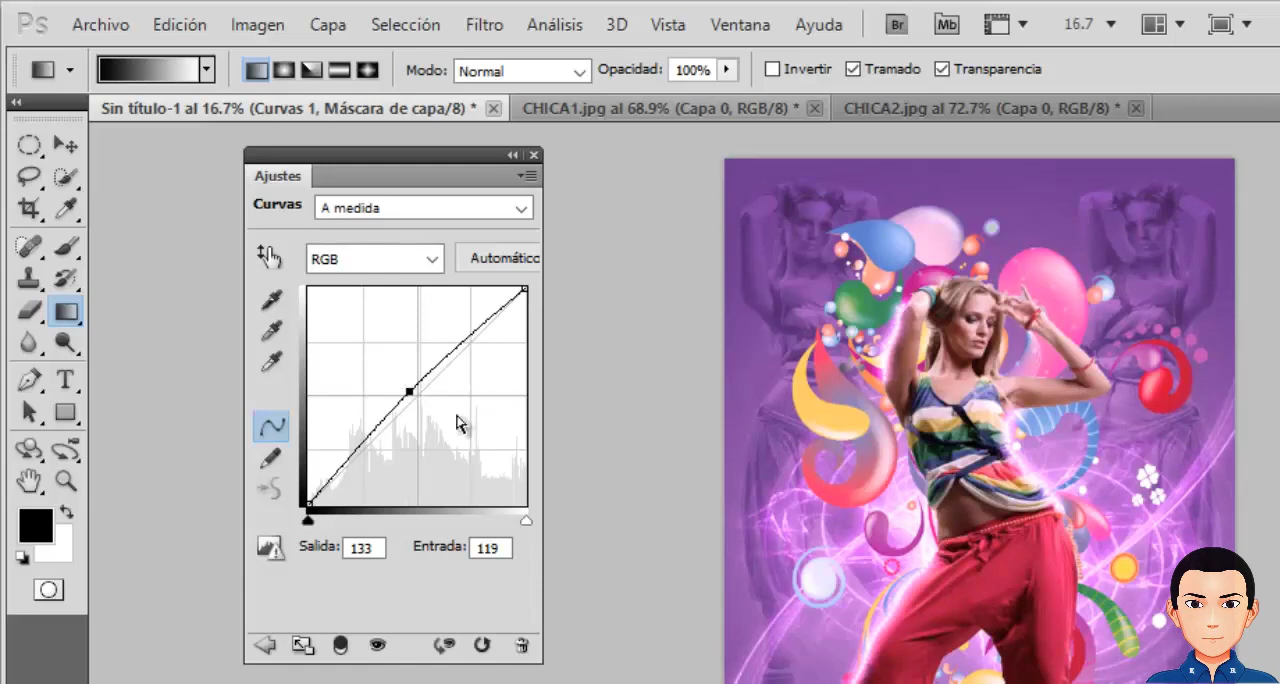 Ps Archivo Edición Imagen Capa Selección Filtro Análisis 3D Vista Ventana Ayuda Br Mb 16.7
Modo: Normal Opacidad: 100% Invertir Tramado Transparencia
Sin título-1 al 16.7% (Curvas 1, Máscara de capa/8) * CHICA1.jpg al 68.9% (Capa 0, RGB/8) * CHICA2.jpg al 72.7% (Capa 0, RGB/8) *
Ajustes
Curvas A medida
RGB Automático
T
Salida: 133 Entrada: 119
K R